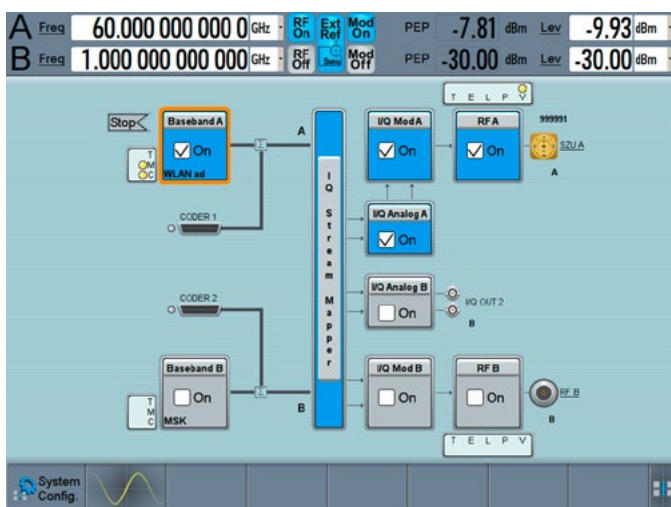 A Freq 60.000 000 000 0 GHz RF On Ext Ref Mod On PEP -7.81 dBm Lev -9.93 dBm
B Freq 1.000 000 000 000 GHz RF Off Mod Off PEP -30.00 dBm Lev -30.00 dBm
T E L P V
Stop Baseband A A I/Q Mod A RF A 999991
On On On SZU A
T M C WLAN ad A
IQ Stream Mapper
CODER 1 I/Q Analog A
On
I/Q Analog B
CODER 2 On I/Q OUT 2
B
Baseband B I/Q Mod B RF B
On On On RF B
T M C MSK B B
T E L P V
System
Config.